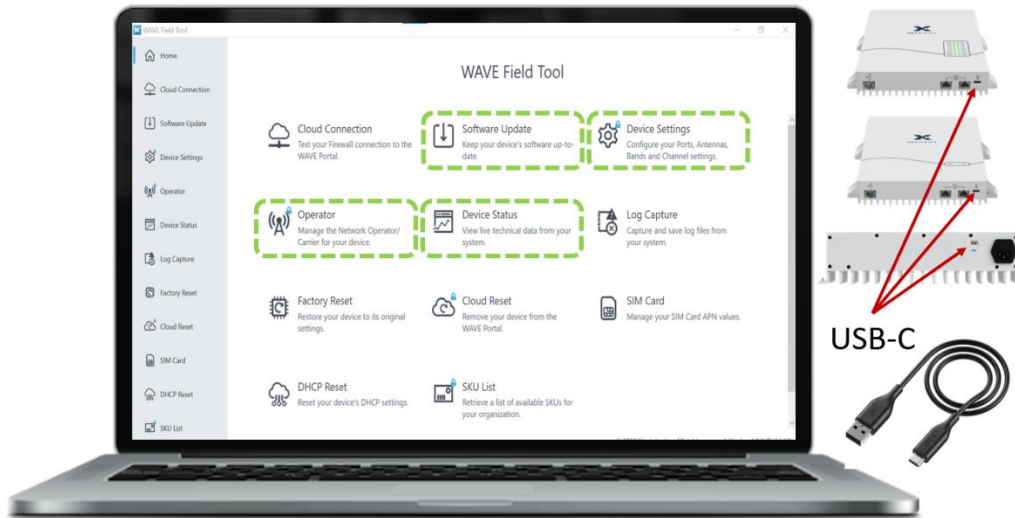 WAVE Field Tool
Home
Cloud Connection
Software Update
Device Settings
Operator
Device Status
Log Capture
Factory Reset
Cloud Reset
SIM Card
DHCP Reset
SKU List
WAVE Field Tool
Cloud Connection
Test your Firewall connection to the
WAVE Portal.
Software Update
Keep your device's software up-to-
date.
Device Settings
Configure your Ports, Antennas,
Bands and Channel settings.
Operator
Manage the Network Operator/
Carrier for your device.
Device Status
View live technical data from your
system.
Log Capture
Capture and save log files from
your system.
Factory Reset
Restore your device to its original
settings.
Cloud Reset
Remove your device from the
WAVE Portal.
SIM Card
Manage your SIM Card APN values.
DHCP Reset
Reset your device's DHCP settings.
SKU List
Retrieve a list of available SKUs for
your organization.
USB-C